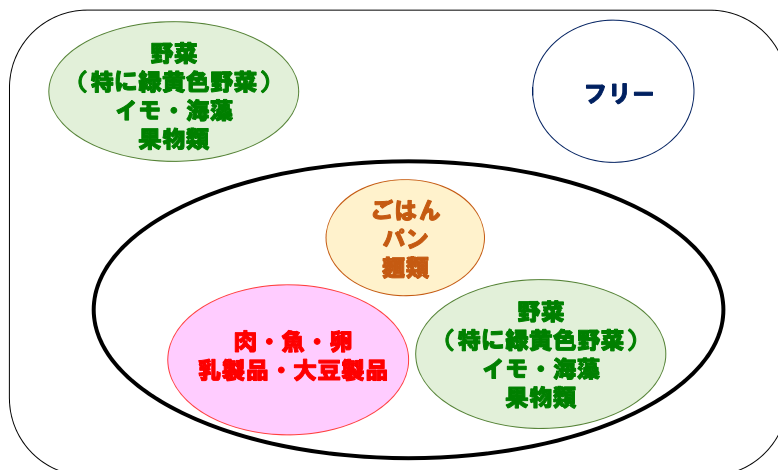 野菜
（特に緑黄色野菜）
イモ・海藻
果物類
フリー
ごはん
パン
麺類
肉・魚・卵
乳製品・大豆製品
野菜
（特に緑黄色野菜）
イモ・海藻
果物類